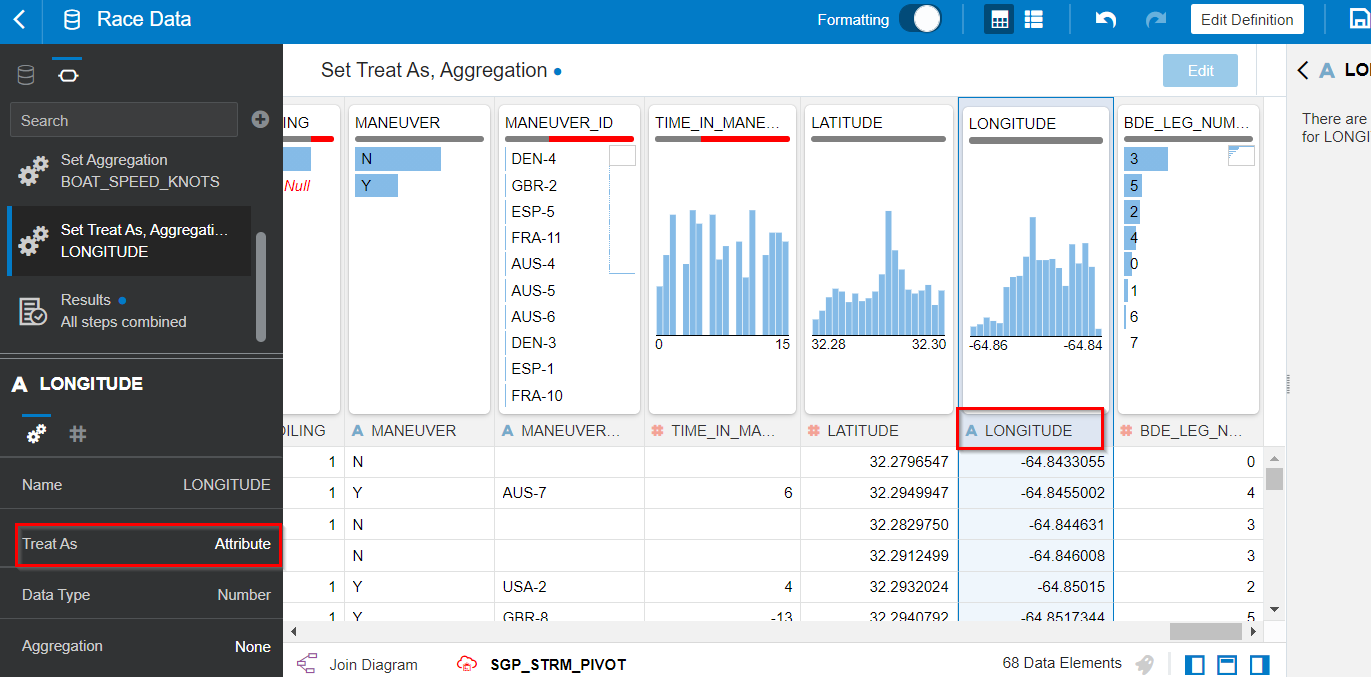 Race Data
Formatting
Edit Definition
Search
Set Aggregation
BOAT_SPEED_KNOTS
Set Treat As, Aggregati...
LONGITUDE
Results
All steps combined
A LONGITUDE
Name LONGITUDE
Treat As Attribute
Data Type Number
Aggregation None
Set Treat As, Aggregation
Edit
ING
Null
MANEUVER
N
Y
MANEUVER_ID
DEN-4
GBR-2
ESP-5
FRA-11
AUS-4
AUS-5
AUS-6
DEN-3
ESP-1
FRA-10
TIME_IN_MANE...
0 15
LATITUDE
32.28 32.30
LONGITUDE
-64.86 -64.84
BDE_LEG_NUM...
3
5
2
4
0
1
6
7
OILING A MANEUVER A MANEUVER... # TIME_IN_MA... # LATITUDE A LONGITUDE # BDE_LEG_N...
1 N 32.2796547 -64.8433055 0
1 Y AUS-7 6 32.2949947 -64.8455002 4
1 N 32.2829750 -64.844631 3
N 32.2912499 -64.846008 3
1 Y USA-2 4 32.2932024 -64.85015 2
1 Y GBR-8 -13 32.2940792 -64.8517344 5
Join Diagram
SGP_STRM_PIVOT
68 Data Elements
A LO
There are
for LONGI